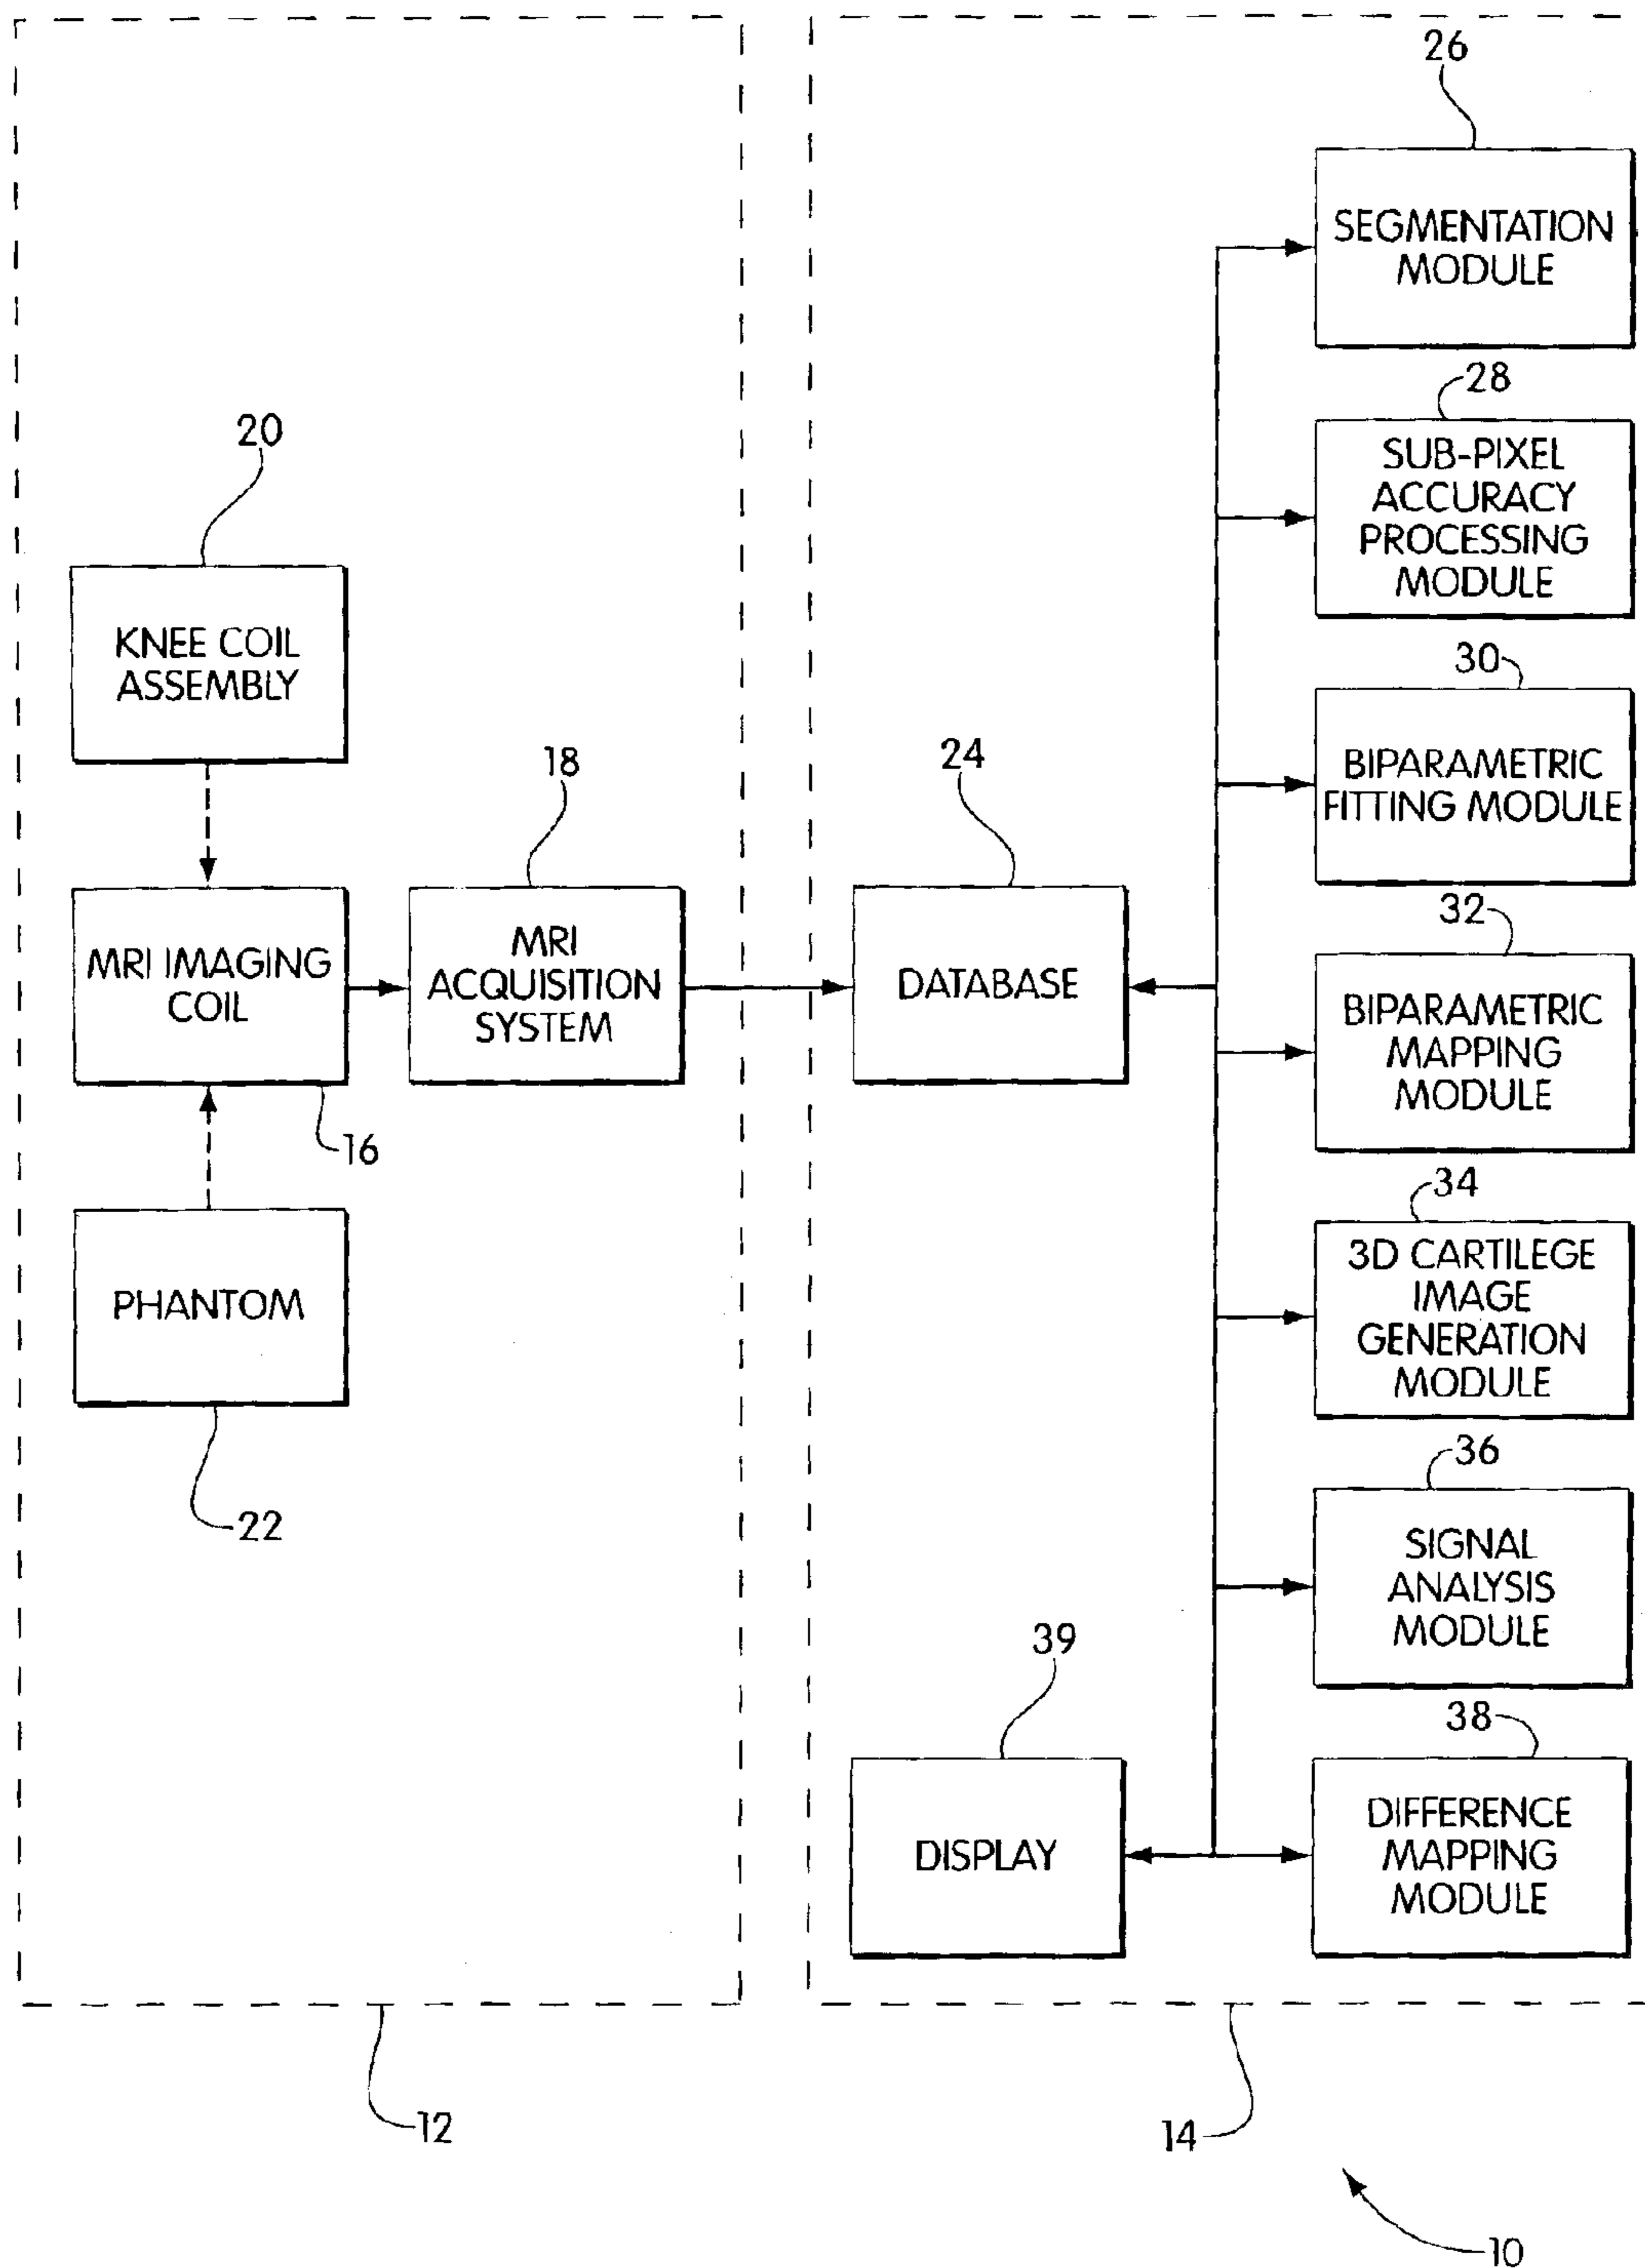 20
KNEE COIL
ASSEMBLY
18
MRI IMAGING
COIL
16
MRI
ACQUISITION
SYSTEM
PHANTOM
22
12
24
DATABASE
39
DISPLAY
26
SEGMENTATION
MODULE
28
SUB-PIXEL
ACCURACY
PROCESSING
MODULE
30
BIPARAMETRIC
FITTING MODULE
32
BIPARAMETRIC
MAPPING
MODULE
34
3D CARTILEGE
IMAGE
GENERATION
MODULE
36
SIGNAL
ANALYSIS
MODULE
38
DIFFERENCE
MAPPING
MODULE
14
10